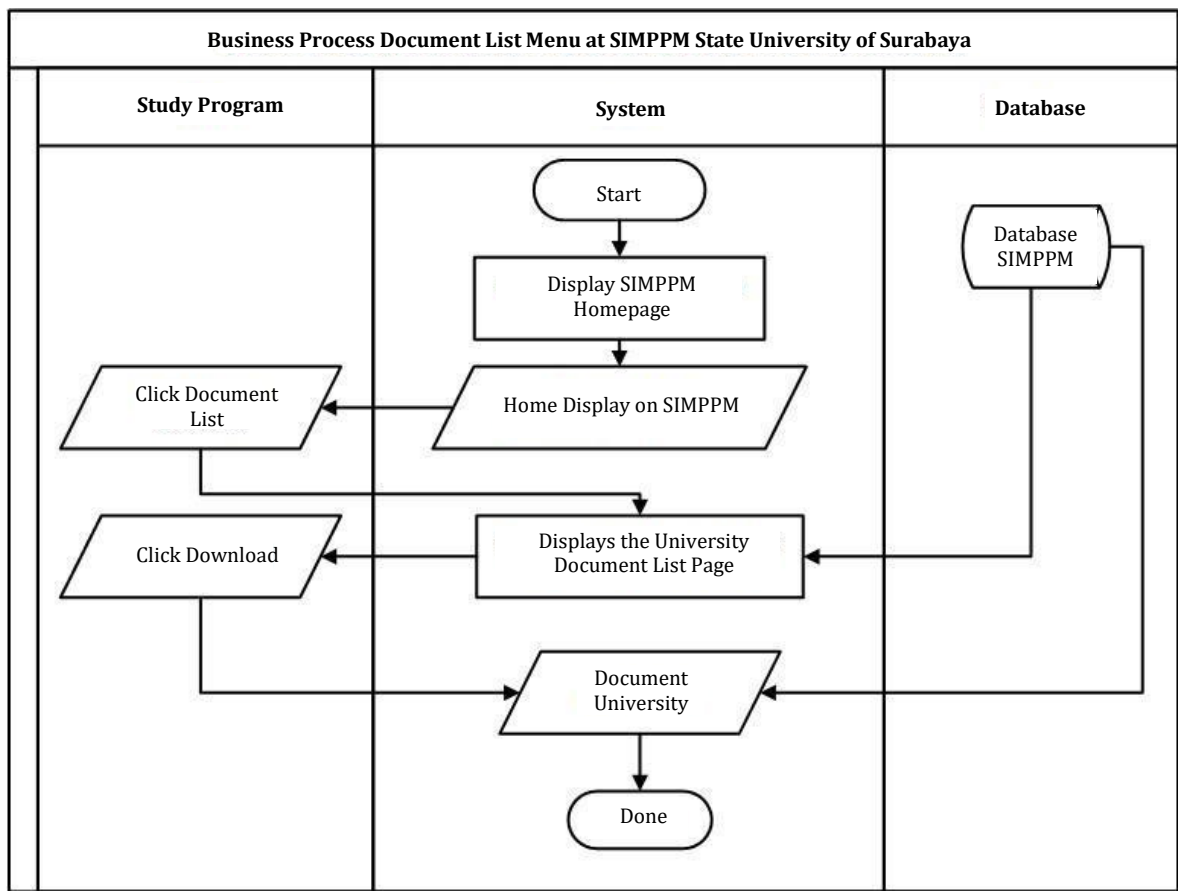 Business Process Document List Menu at SIMPPM State University of Surabaya
Study Program
System
Database
Start
Database
SIMPPM
Display SIMPPM
Homepage
Click Document
List
Home Display on SIMPPM
Click Download
Displays the University
Document List Page
Document
University
Done